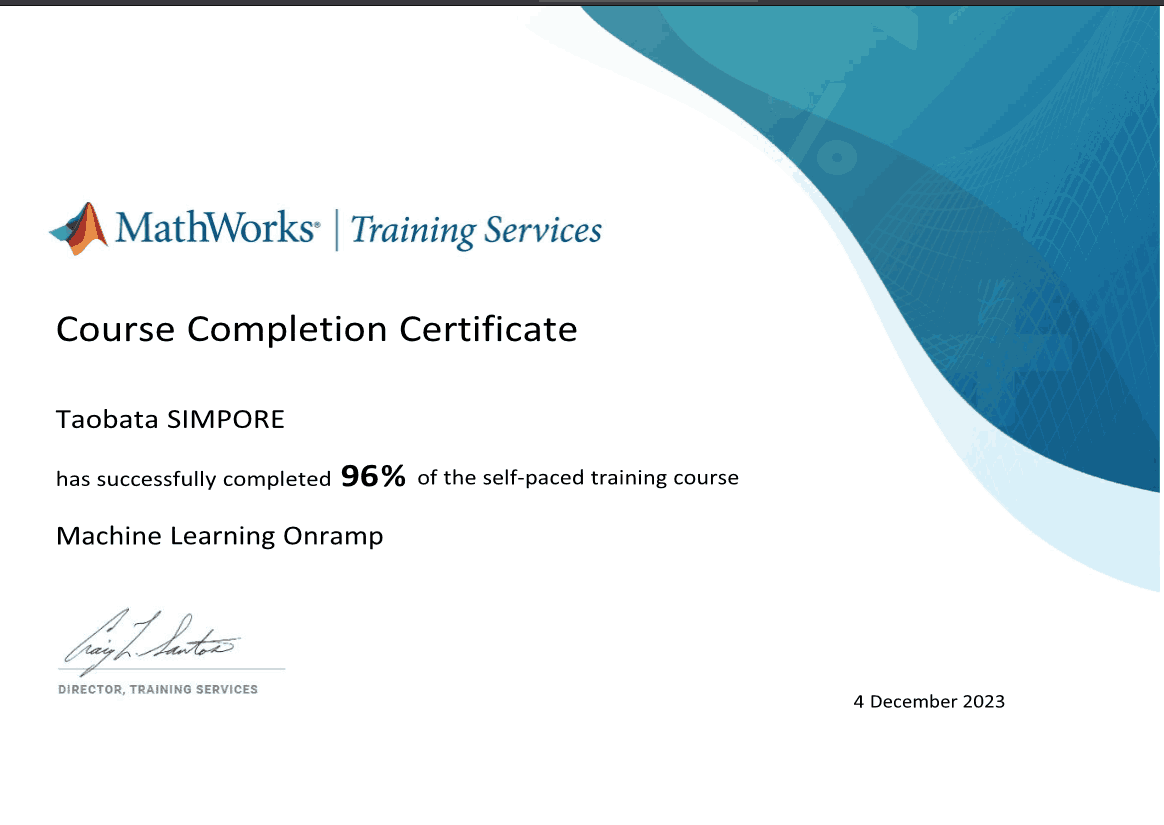 MathWorks® | Training Services
Course Completion Certificate
Taobata SIMPORE
has successfully completed 96% of the self-paced training course
Machine Learning Onramp
Craig L. Santos
DIRECTOR, TRAINING SERVICES
4 December 2023